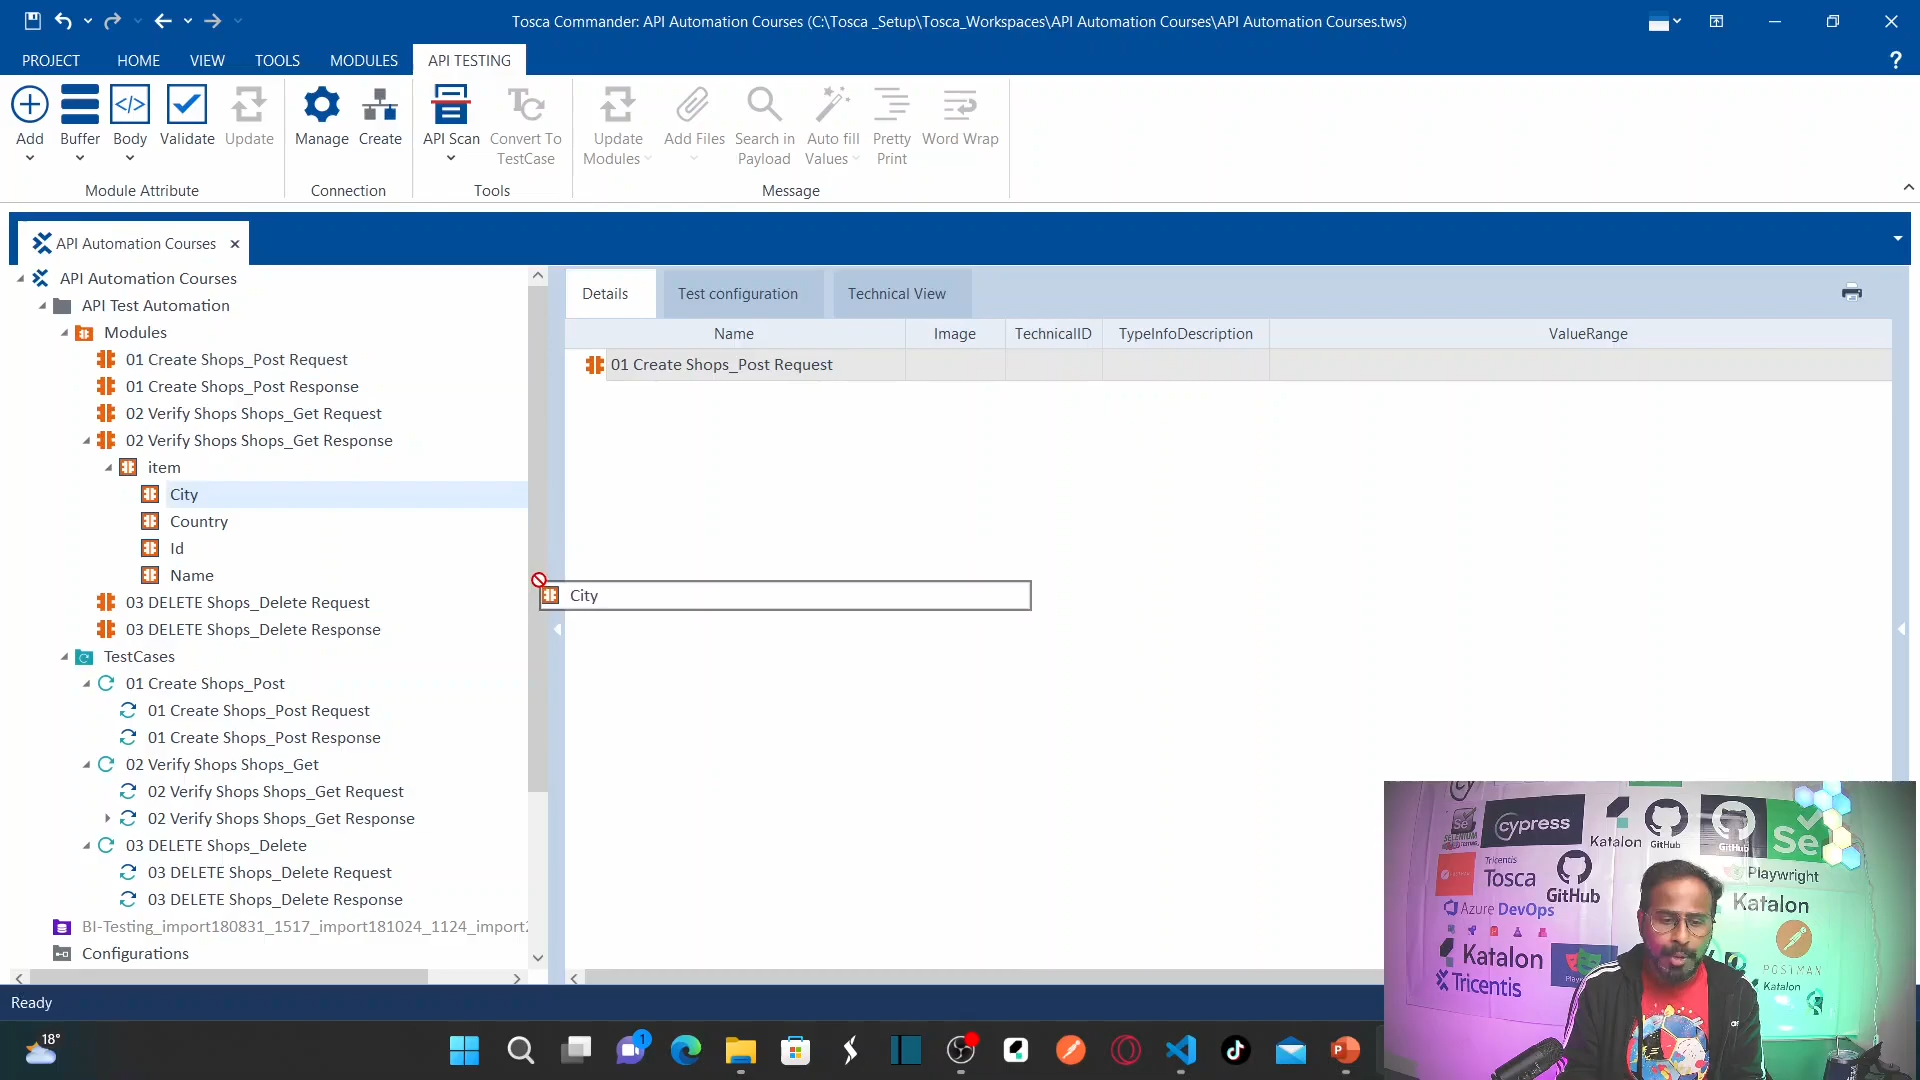 Tosca Commander: API Automation Courses (C:\Tosca _Setup\Tosca_Workspaces\API Automation Courses\API Automation Courses.tws)
PROJECT HOME VIEW TOOLS MODULES API TESTING ?
Add Buffer Body Validate Update Manage Create API Scan Convert To TestCase Update Modules Add Files Search in Payload Auto fill Values Pretty Print Word Wrap
Module Attribute Connection Tools Message
API Automation Courses
API Automation Courses
API Test Automation
Modules
01 Create Shops_Post Request
01 Create Shops_Post Response
02 Verify Shops Shops_Get Request
02 Verify Shops Shops_Get Response
item
City
Country
Id
Name
03 DELETE Shops_Delete Request
03 DELETE Shops_Delete Response
TestCases
01 Create Shops_Post
01 Create Shops_Post Request
01 Create Shops_Post Response
02 Verify Shops Shops_Get
02 Verify Shops Shops_Get Request
02 Verify Shops Shops_Get Response
03 DELETE Shops_Delete
03 DELETE Shops_Delete Request
03 DELETE Shops_Delete Response
BI-Testing_import180831_1517_import181024_1124_import
Configurations
Details Test configuration Technical View
Name Image TechnicalID TypeInfoDescription ValueRange
01 Create Shops_Post Request
City
cypress
Katalon
GitHub
GitHub
Se
Tricentis
Tosca
GitHub
Playwright
Katalon
Azure DevOps
Katalon
Tricentis
POSTMAN
Katalon
Ready
18°
1